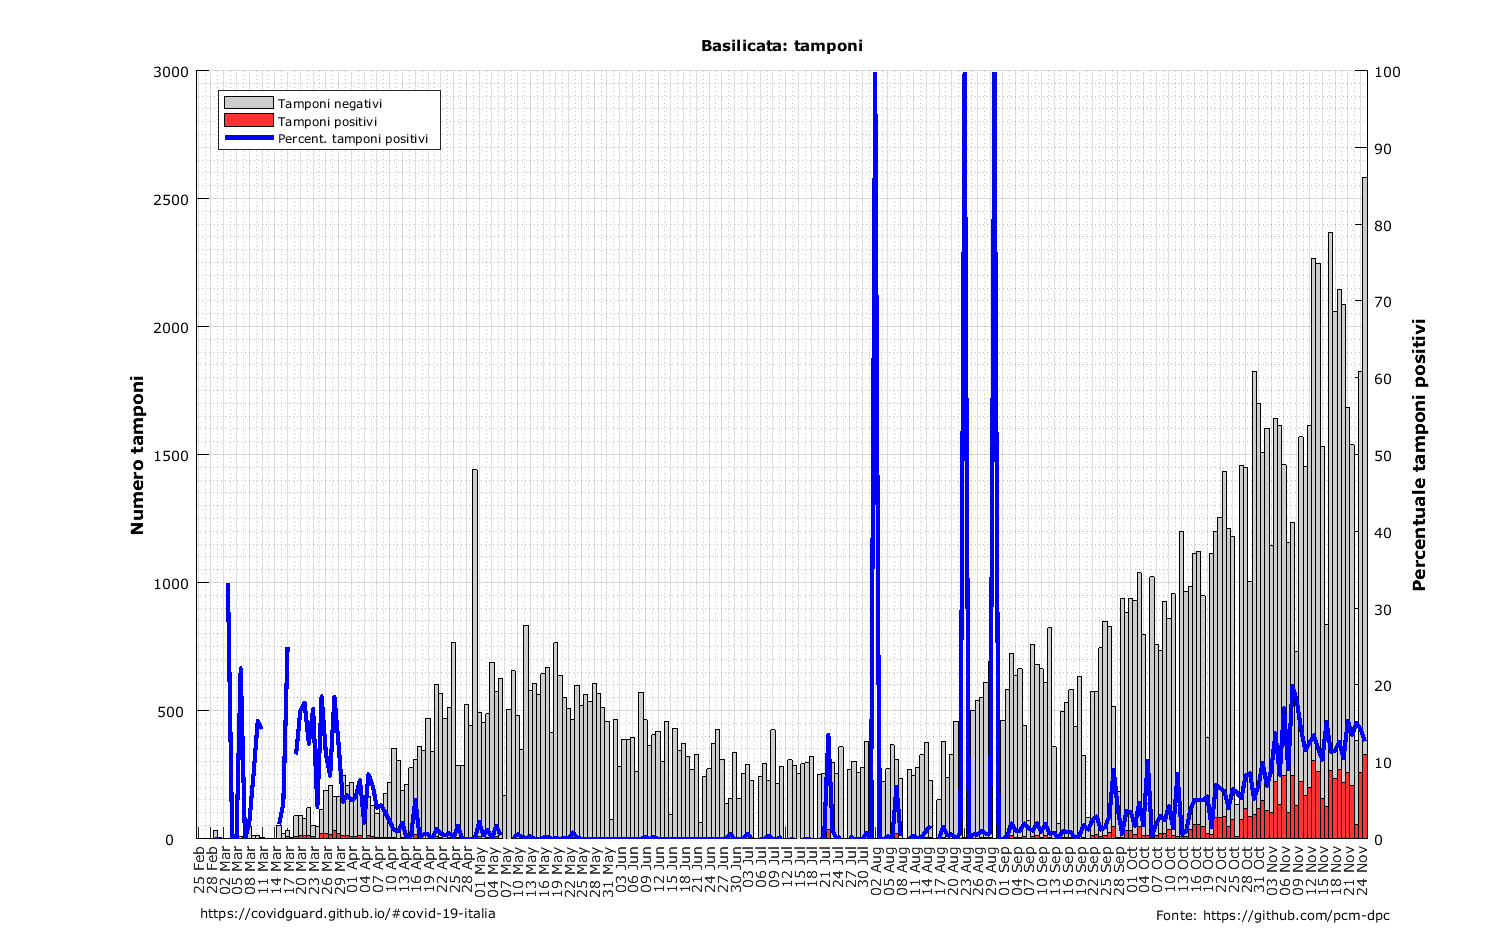 Basilicata: tamponi
Tamponi negativi
Tamponi positivi
Percent. tamponi positivi
Numero tamponi
3000
2500
2000
1500
1000
500
0
Percentuale tamponi positivi
100
90
80
70
60
50
40
30
20
10
0
25 Feb
28 Feb
02 Mar
05 Mar
08 Mar
11 Mar
14 Mar
17 Mar
20 Mar
23 Mar
26 Mar
29 Mar
01 Apr
04 Apr
07 Apr
10 Apr
13 Apr
16 Apr
19 Apr
22 Apr
25 Apr
28 Apr
01 May
04 May
07 May
10 May
13 May
16 May
19 May
22 May
25 May
28 May
31 May
03 Jun
06 Jun
09 Jun
12 Jun
15 Jun
18 Jun
21 Jun
24 Jun
27 Jun
30 Jun
03 Jul
06 Jul
09 Jul
12 Jul
15 Jul
18 Jul
21 Jul
24 Jul
27 Jul
30 Jul
02 Aug
05 Aug
08 Aug
11 Aug
14 Aug
17 Aug
20 Aug
23 Aug
26 Aug
29 Aug
01 Sep
04 Sep
07 Sep
10 Sep
13 Sep
16 Sep
19 Sep
22 Sep
25 Sep
28 Sep
01 Oct
04 Oct
07 Oct
10 Oct
13 Oct
16 Oct
19 Oct
22 Oct
25 Oct
28 Oct
31 Oct
03 Nov
06 Nov
09 Nov
12 Nov
15 Nov
18 Nov
21 Nov
24 Nov
https://covidguard.github.io/#covid-19-italia
Fonte: https://github.com/pcm-dpc